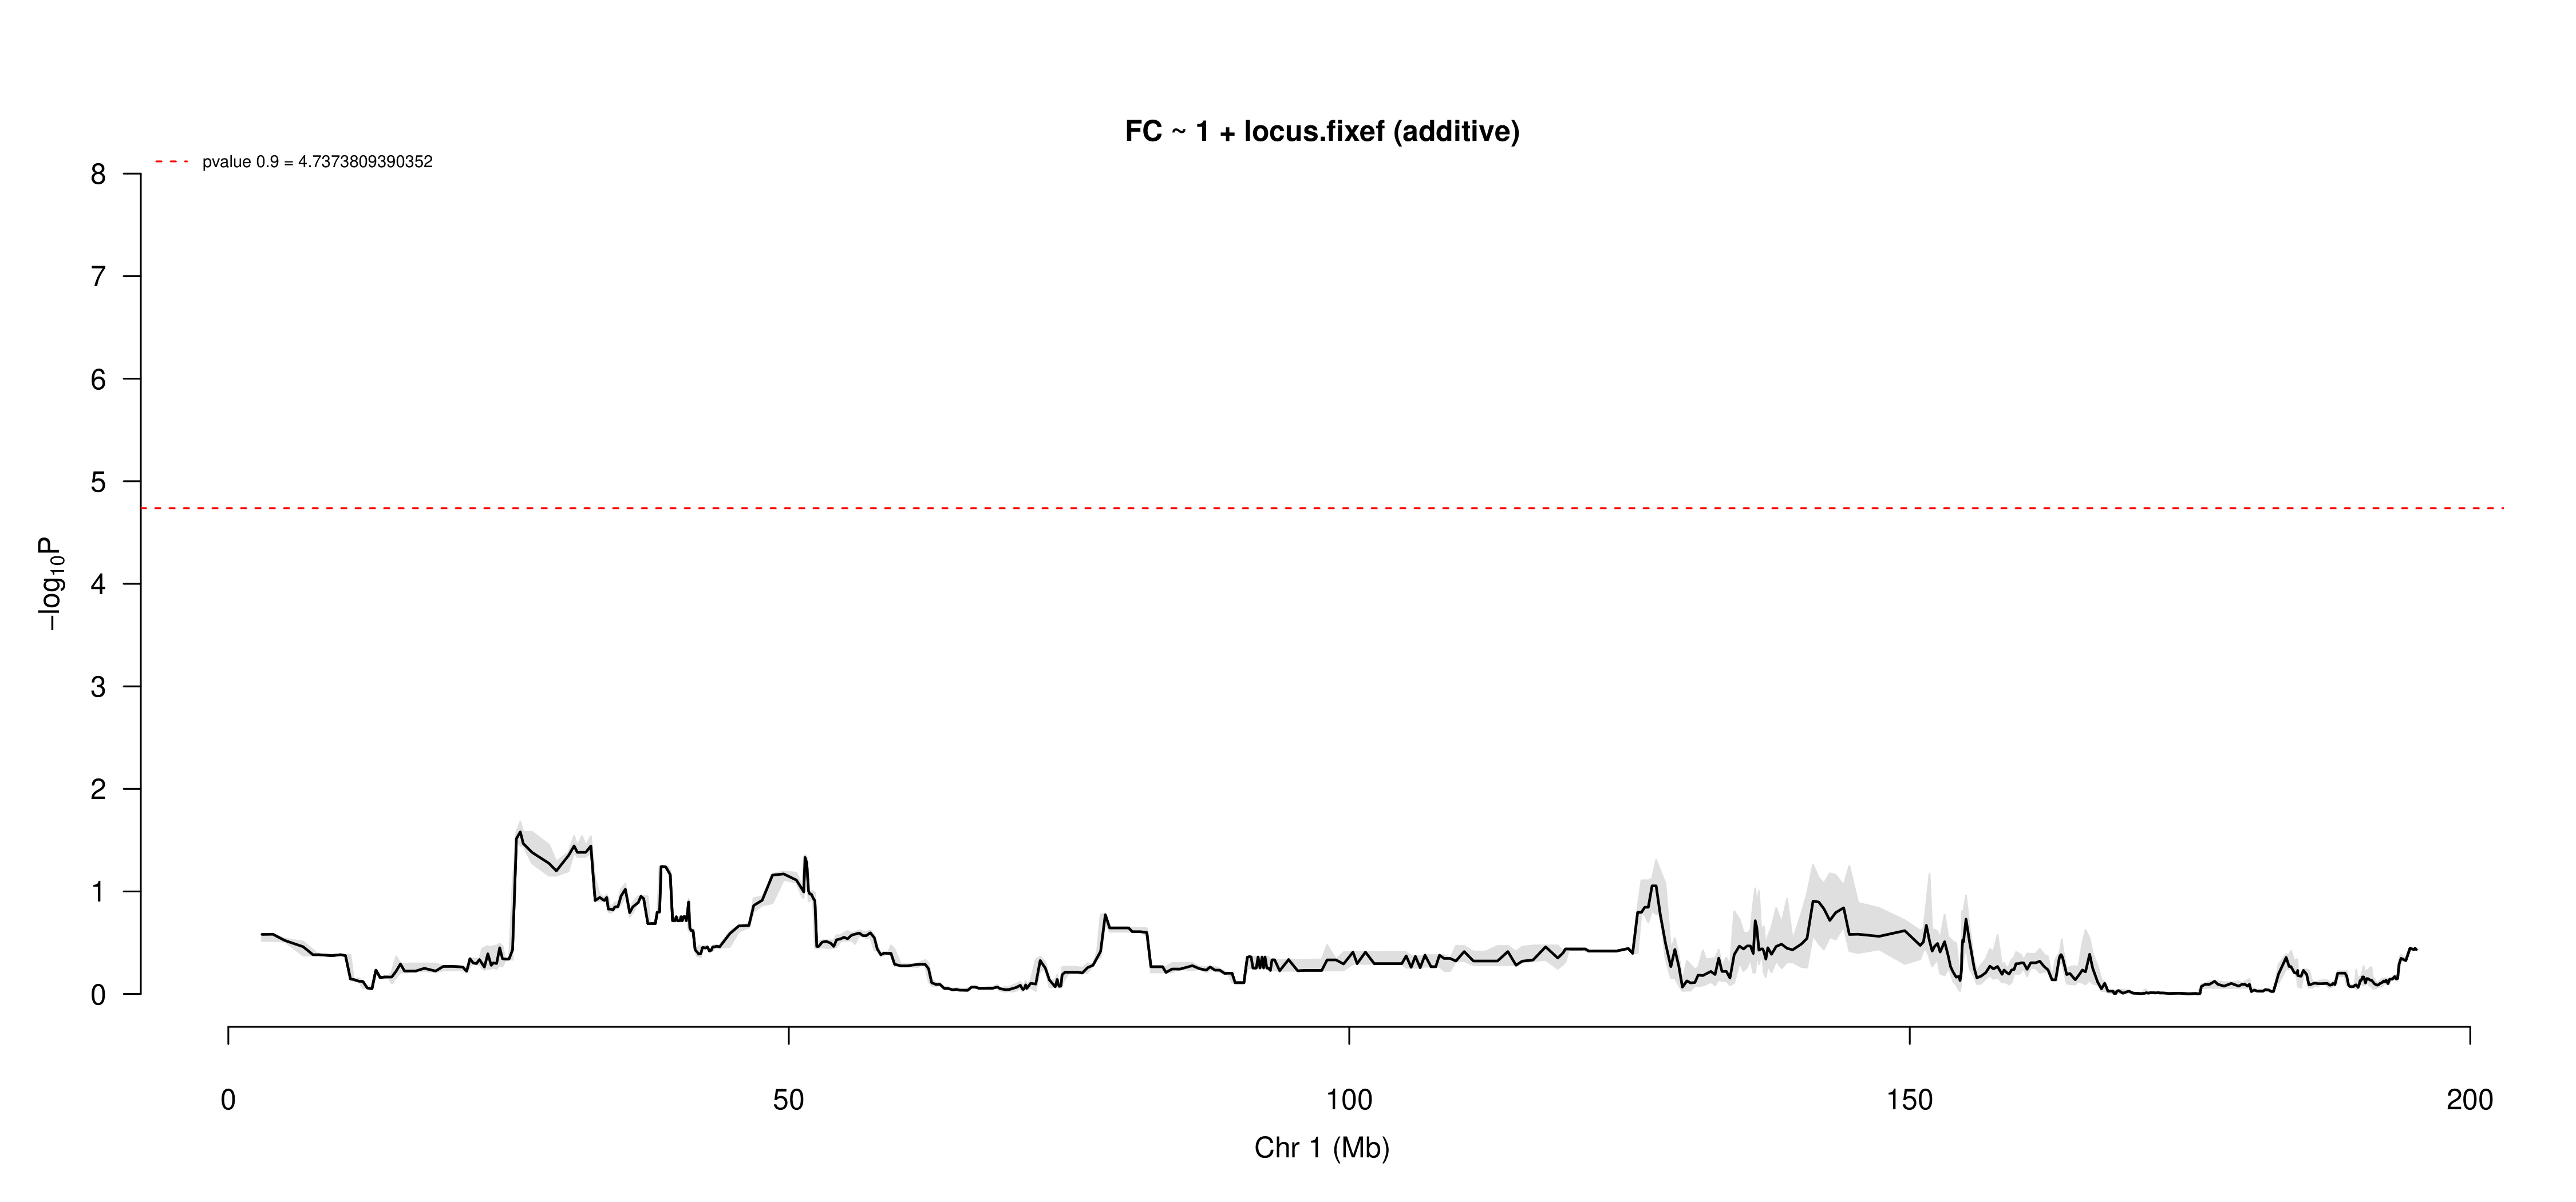 FC ~ 1 + locus.fixef (additive)
pvalue 0.9 = 4.7373809390352
8
7
6
5
4
3
2
1
0
−log10P
0 50 100 150 200
Chr 1 (Mb)